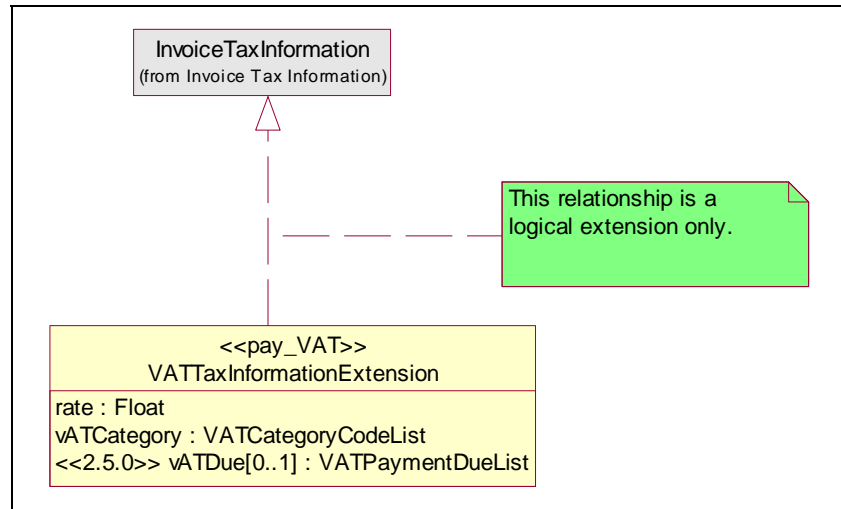 InvoiceTaxInformation
(from Invoice Tax Information)
This relationship is a
logical extension only.
<<pay_VAT>>
VATTaxInformationExtension
rate : Float
vATCategory : VATCategoryCodeList
<<2.5.0>> vATDue[0..1] : VATPaymentDueList